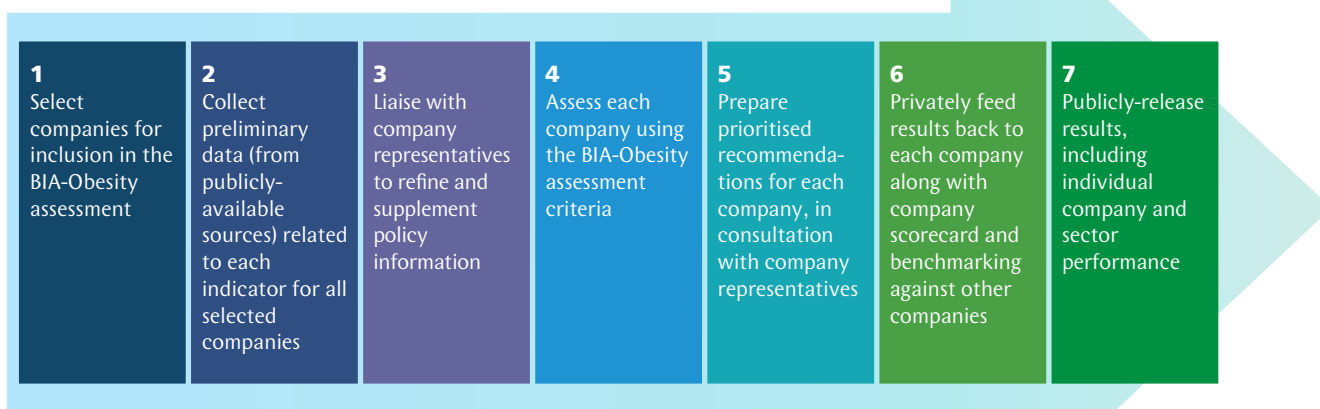 1
Select
companies for
inclusion in the
BIA-Obesity
assessment
2
Collect
preliminary
data (from
publicly-
available
sources) related
to each
indicator for all
selected
companies
3
Liaise with
company
representatives
to refine and
supplement
policy
information
4
Assess each
company using
the BIA-Obesity
assessment
criteria
5
Prepare
prioritised
recommenda-
tions for each
company, in
consultation
with company
representatives
6
Privately feed
results back to
each company
along with
company
scorecard and
benchmarking
against other
companies
7
Publicly-release
results,
including
individual
company and
sector
performance